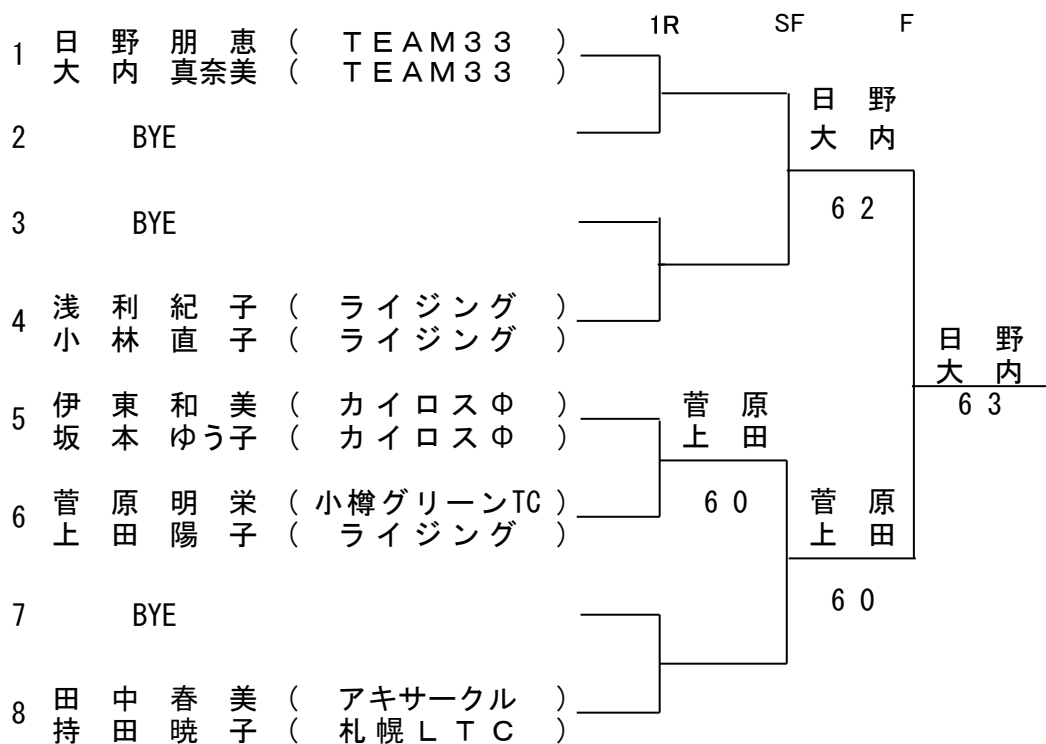 1R SF F
1 日 野 朋 恵 ( ＴＥＡＭ３３ )
大 内 真奈美 ( ＴＥＡＭ３３ )
日 野
大 内
2 BYE
6 2
3 BYE
4 浅 利 紀 子 ( ライジング )
小 林 直 子 ( ライジング )
日 野
大 内
6 3
5 伊 東 和 美 ( カイロスΦ )
坂 本 ゆう子 ( カイロスΦ )
菅 原
上 田
6 0
6 菅 原 明 栄 ( 小樽グリーンTC )
上 田 陽 子 ( ライジング )
菅 原
上 田
6 0
7 BYE
8 田 中 春 美 ( アキサークル )
持 田 暁 子 ( 札幌ＬＴＣ )